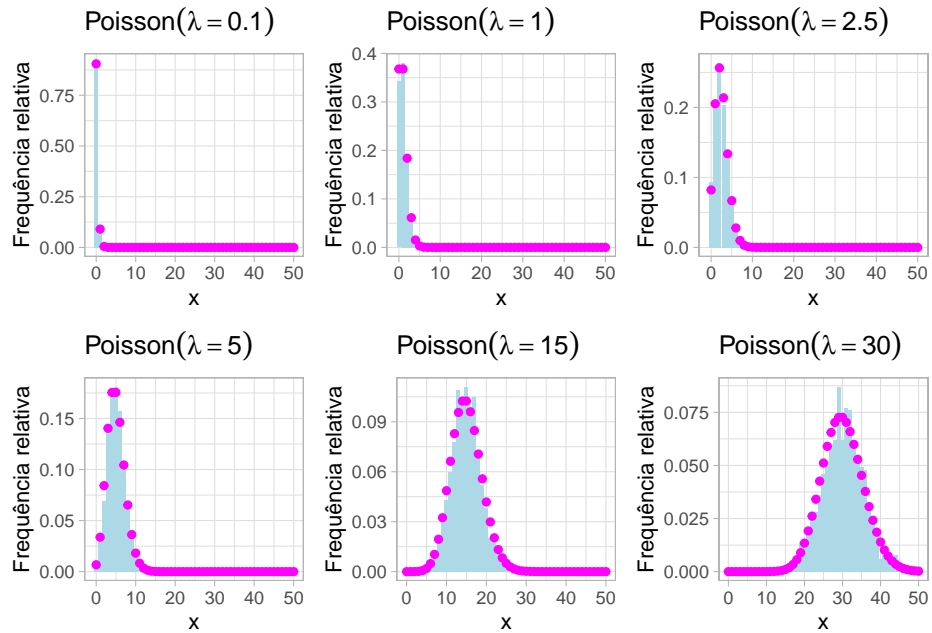 Poisson(λ = 0.1)
Frequência relativa
0.75
0.50
0.25
0.00
0 10 20 30 40 50
x
Poisson(λ = 1)
Frequência relativa
0.4
0.3
0.2
0.1
0.0
0 10 20 30 40 50
x
Poisson(λ = 2.5)
Frequência relativa
0.2
0.1
0.0
0 10 20 30 40 50
x
Poisson(λ = 5)
Frequência relativa
0.15
0.10
0.05
0.00
0 10 20 30 40 50
x
Poisson(λ = 15)
Frequência relativa
0.09
0.06
0.03
0.00
0 10 20 30 40 50
x
Poisson(λ = 30)
Frequência relativa
0.075
0.050
0.025
0.000
0 10 20 30 40 50
x